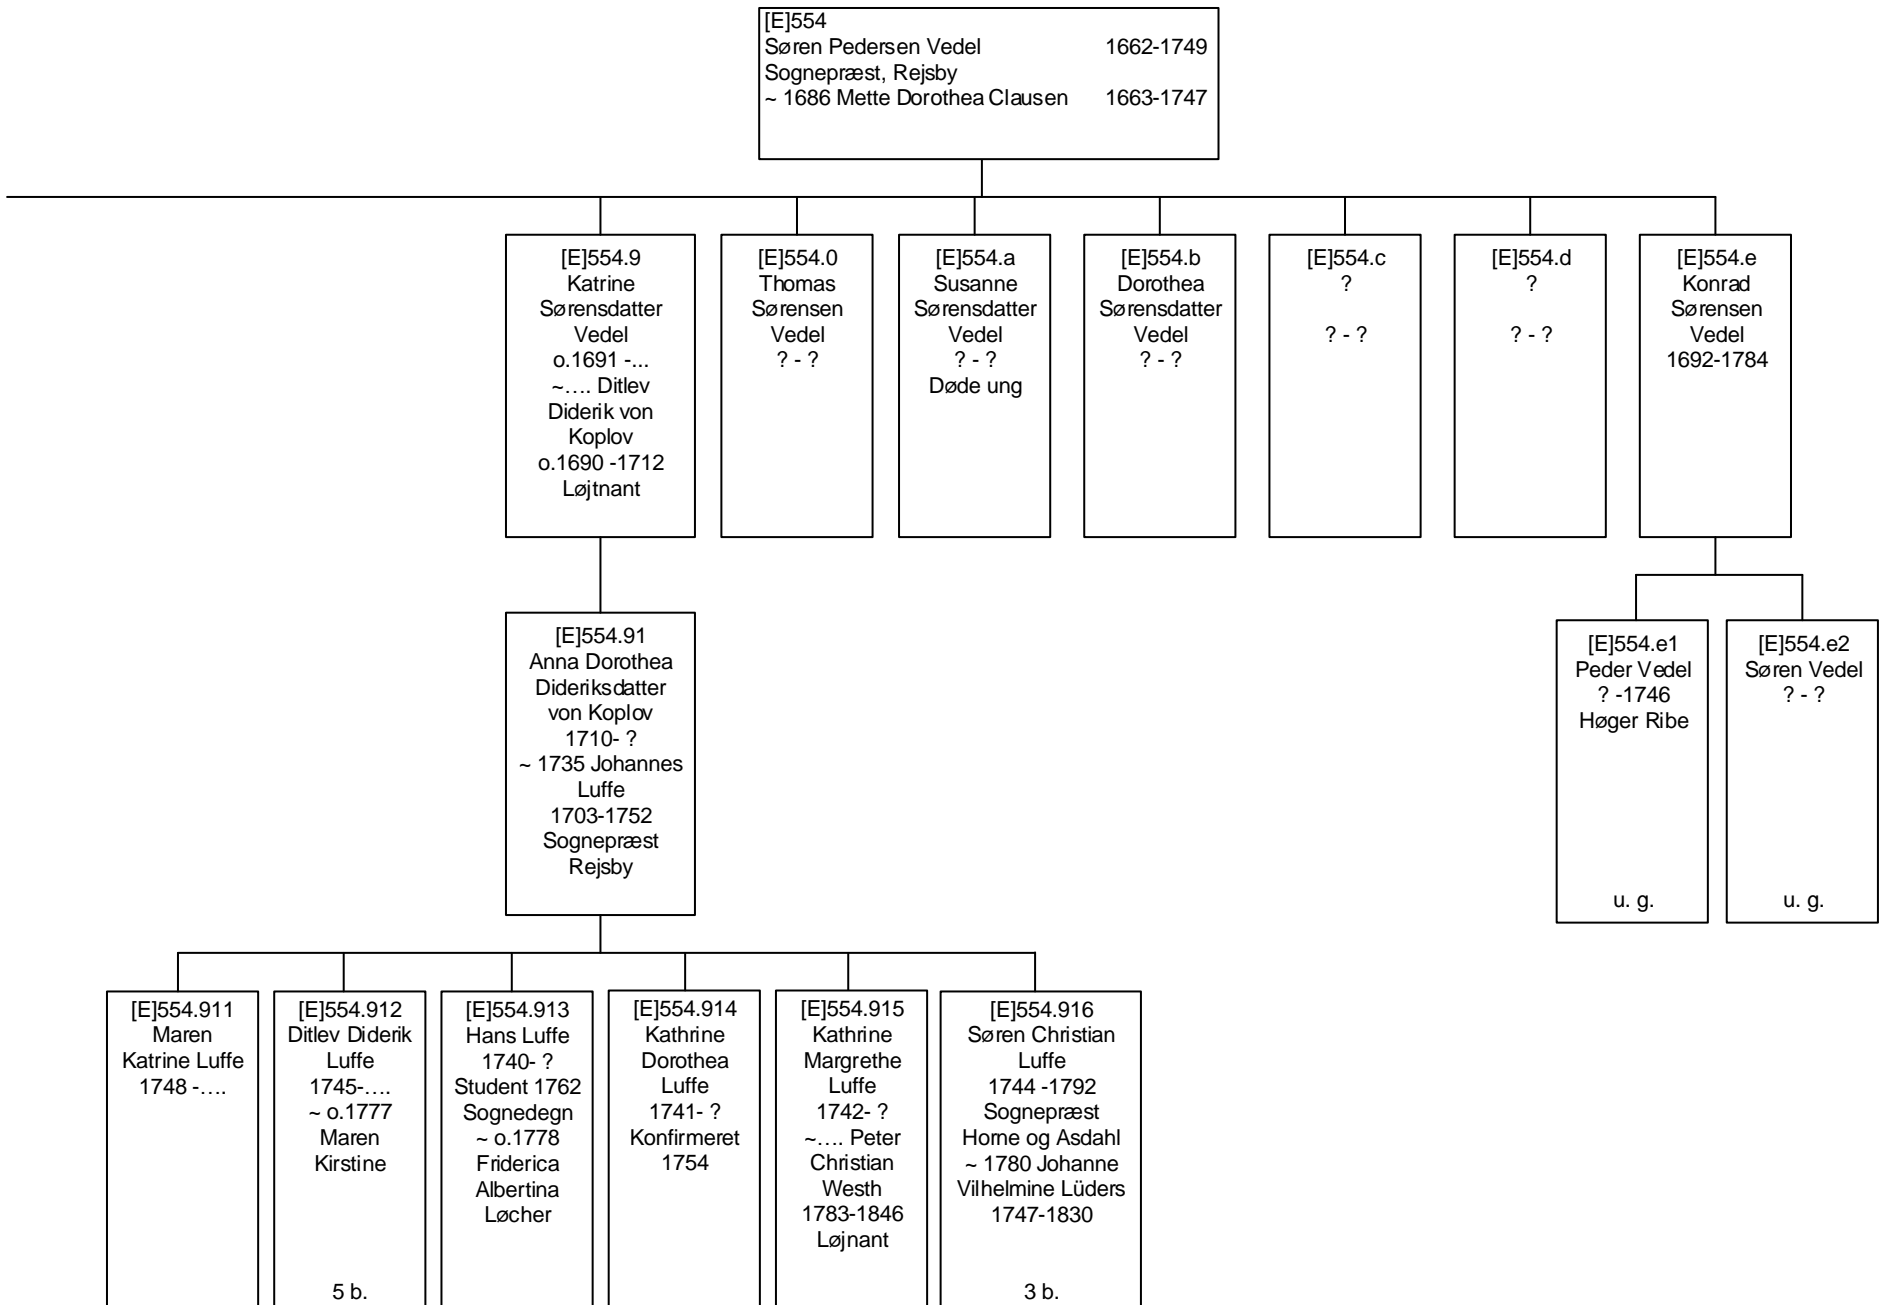 [E]554
Søren Pedersen Vedel 1662-1749
Sognepræst, Rejsby
~ 1686 Mette Dorothea Clausen 1663-1747
[E]554.9
Katrine
Sørensdatter
Vedel
o.1691 -...
~…. Ditlev
Diderik von
Koplov
o.1690 -1712
Løjtnant
[E]554.0
Thomas
Sørensen
Vedel
? - ?
[E]554.a
Susanne
Sørensdatter
Vedel
? - ?
Døde ung
[E]554.b
Dorothea
Sørensdatter
Vedel
? - ?
[E]554.c
?
? - ?
[E]554.d
?
? - ?
[E]554.e
Konrad
Sørensen
Vedel
1692-1784
[E]554.91
Anna Dorothea
Dideriksdatter
von Koplov
1710- ?
~ 1735 Johannes
Luffe
1703-1752
Sognepræst
Rejsby
[E]554.e1
Peder Vedel
? -1746
Høger Ribe
u. g.
[E]554.e2
Søren Vedel
? - ?
u. g.
[E]554.911
Maren
Katrine Luffe
1748 -….
[E]554.912
Ditlev Diderik
Luffe
1745-….
~ o.1777
Maren
Kirstine
5 b.
[E]554.913
Hans Luffe
1740- ?
Student 1762
Sognedegn
~ o.1778
Friderica
Albertina
Løcher
[E]554.914
Kathrine
Dorothea
Luffe
1741- ?
Konfirmeret
1754
[E]554.915
Kathrine
Margrethe
Luffe
1742- ?
~…. Peter
Christian
Westh
1783-1846
Løjnant
[E]554.916
Søren Christian
Luffe
1744 -1792
Sognepræst
Horne og Asdahl
~ 1780 Johanne
Vilhelmine Lüders
1747-1830
3 b.